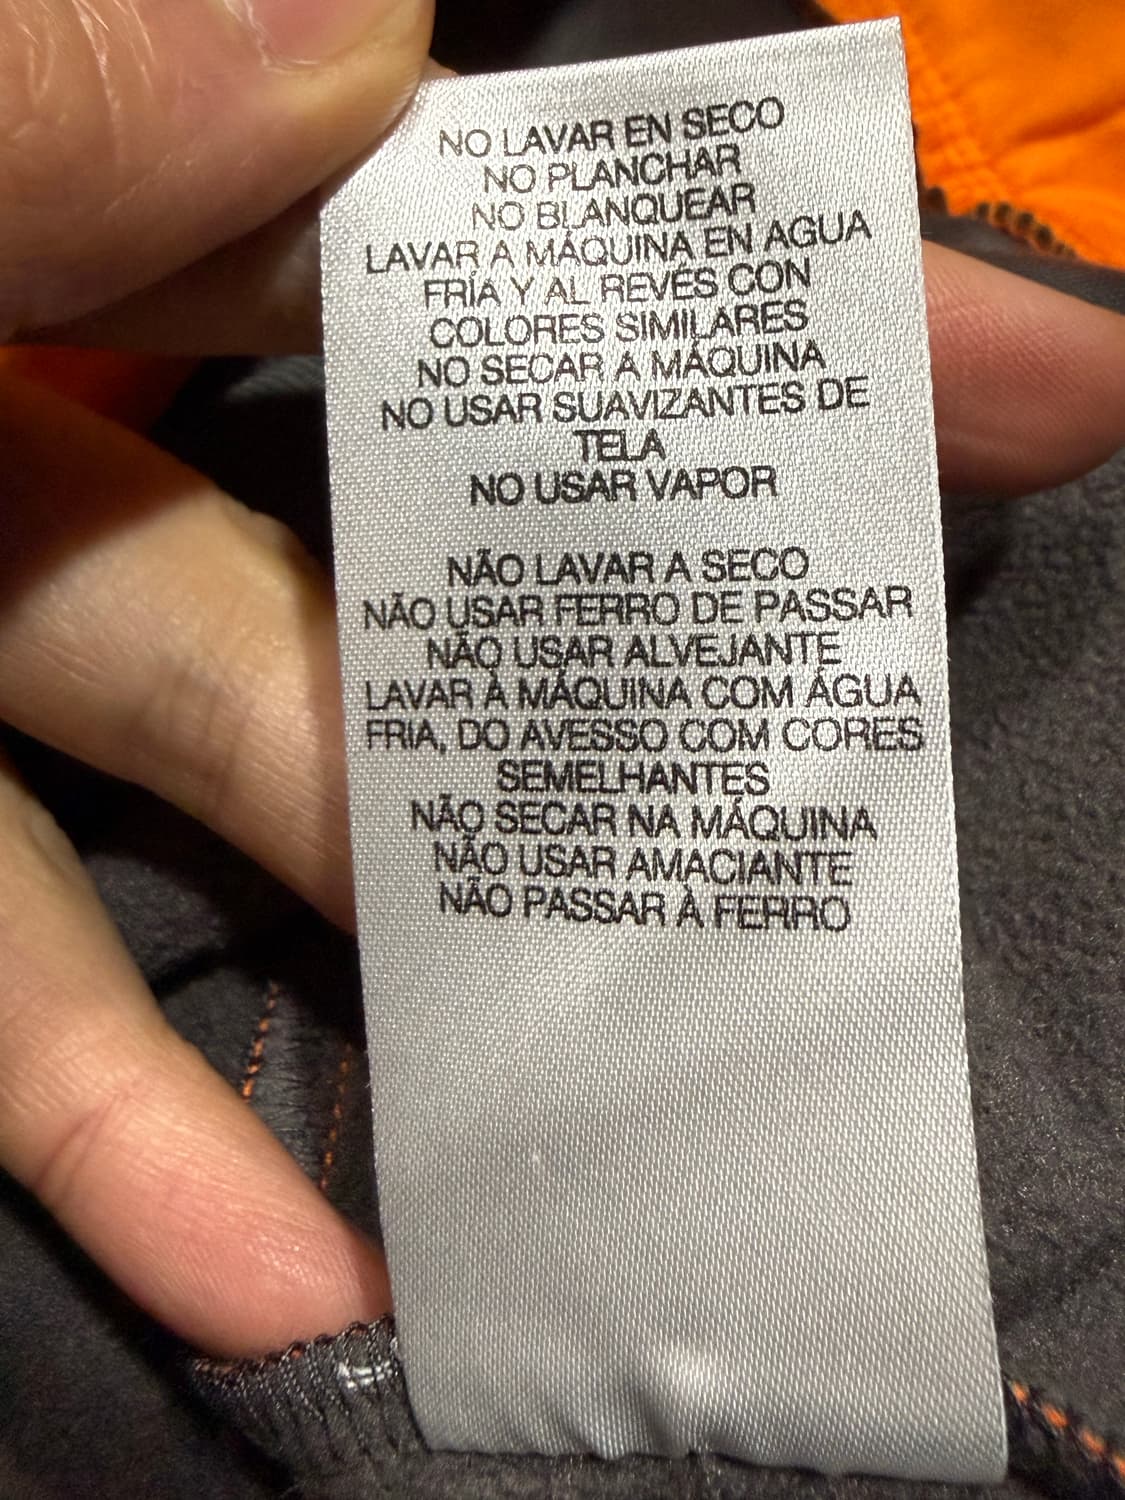 NO LAVAR EN SECO
NO PLANCHAR
NO BLANQUEAR
LAVAR A MÁQUINA EN AGUA
FRÍA Y AL REVÉS CON
COLORES SIMILARES
NO SECAR A MÁQUINA
NO USAR SUAVIZANTES DE
TELA
NO USAR VAPOR
NÃO LAVAR A SECO
NÃO USAR FERRO DE PASSAR
NÃO USAR ALVEJANTE
LAVAR À MÁQUINA COM ÁGUA
FRIA, DO AVESSO COM CORES
SEMELHANTES
NÃO SECAR NA MÁQUINA
NÃO USAR AMACIANTE
NÃO PASSAR À FERRO